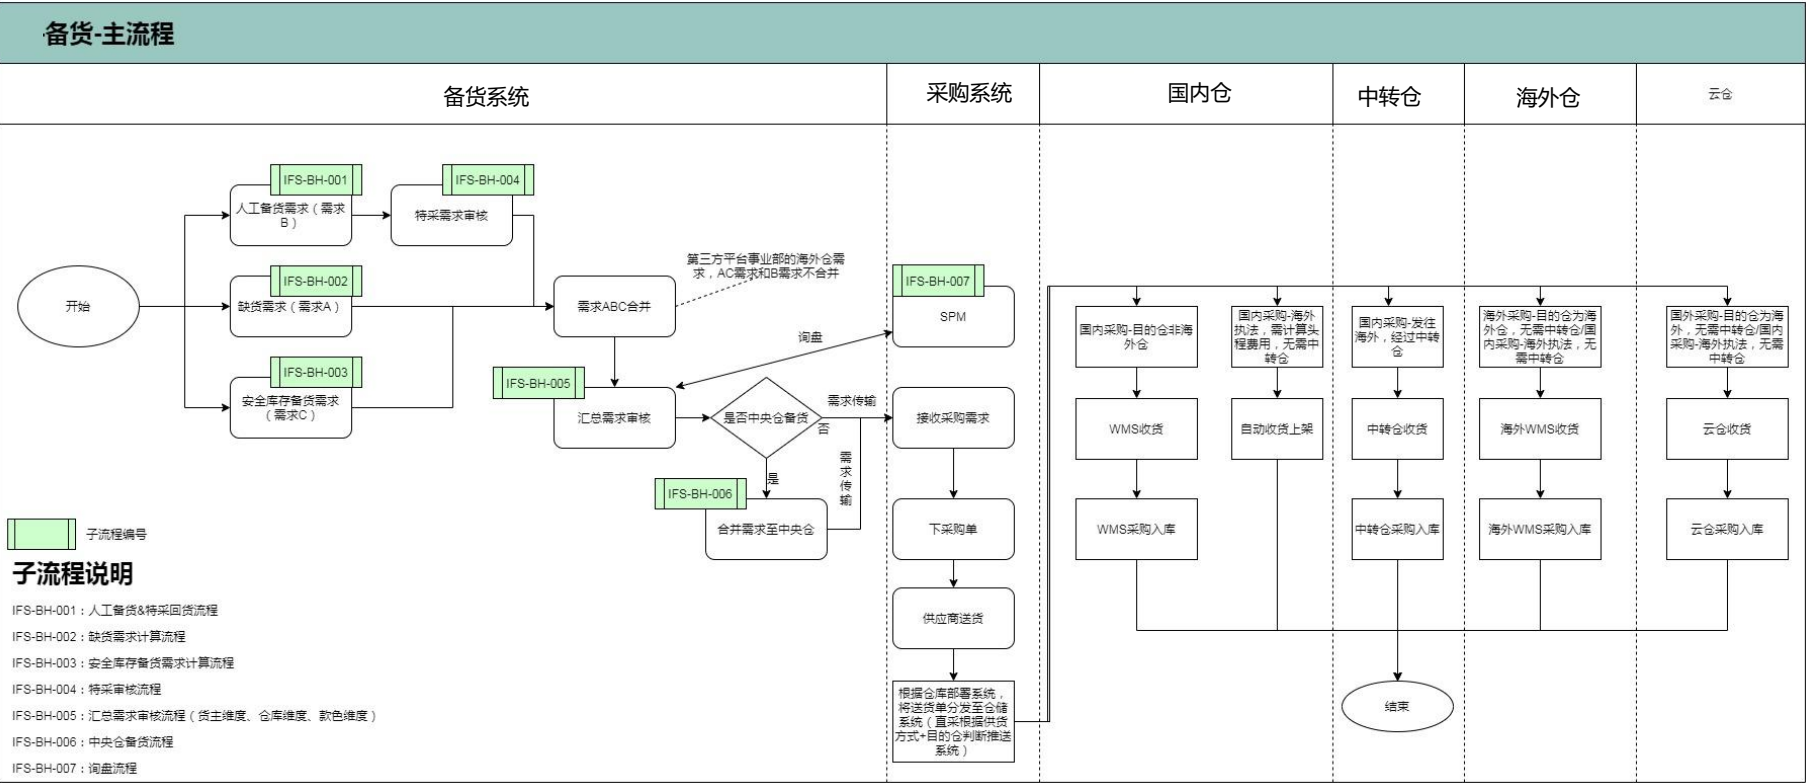 备货-主流程
备货系统
采购系统
国内仓
中转仓
海外仓
云仓
开始
IFS-BH-001
人工备货需求（需求
B）
IFS-BH-004
特采需求审核
IFS-BH-002
缺货需求（需求A）
IFS-BH-003
安全库存备货需求
（需求C）
需求ABC合并
第三方平台事业部的海外仓需
求，AC需求和B需求不合并
IFS-BH-005
汇总需求审核
询盘
是否中央仓备货
需求传输
否
是
需
求
传
输
IFS-BH-006
合并需求至中央仓
IFS-BH-007
SPM
接收采购需求
下采购单
供应商送货
根据仓库部署系统，
将送货单分发至仓储
系统（直采根据供货
方式+目的仓判断推送
系统）
国内采购-目的仓非海
外仓
WMS收货
WMS采购入库
国内采购-海外
执法，需计算头
程费用，无需中
转仓
自动收货上架
国内采购-发往
海外，经过中转
仓
中转仓收货
中转仓采购入库
海外采购-目的仓为海
外仓，无需中转仓/国
内采购-海外执法，无
需中转仓
海外WMS收货
海外WMS采购入库
国外采购-目的仓为海
外，无需中转仓/国内
采购-海外执法，无需
中转仓
云仓收货
云仓采购入库
结束
子流程编号
子流程说明
IFS-BH-001：人工备货&特采回货流程
IFS-BH-002：缺货需求计算流程
IFS-BH-003：安全库存备货需求计算流程
IFS-BH-004：特采审核流程
IFS-BH-005：汇总需求审核流程（货主维度、仓库维度、款色维度）
IFS-BH-006：中央仓备货流程
IFS-BH-007：询盘流程